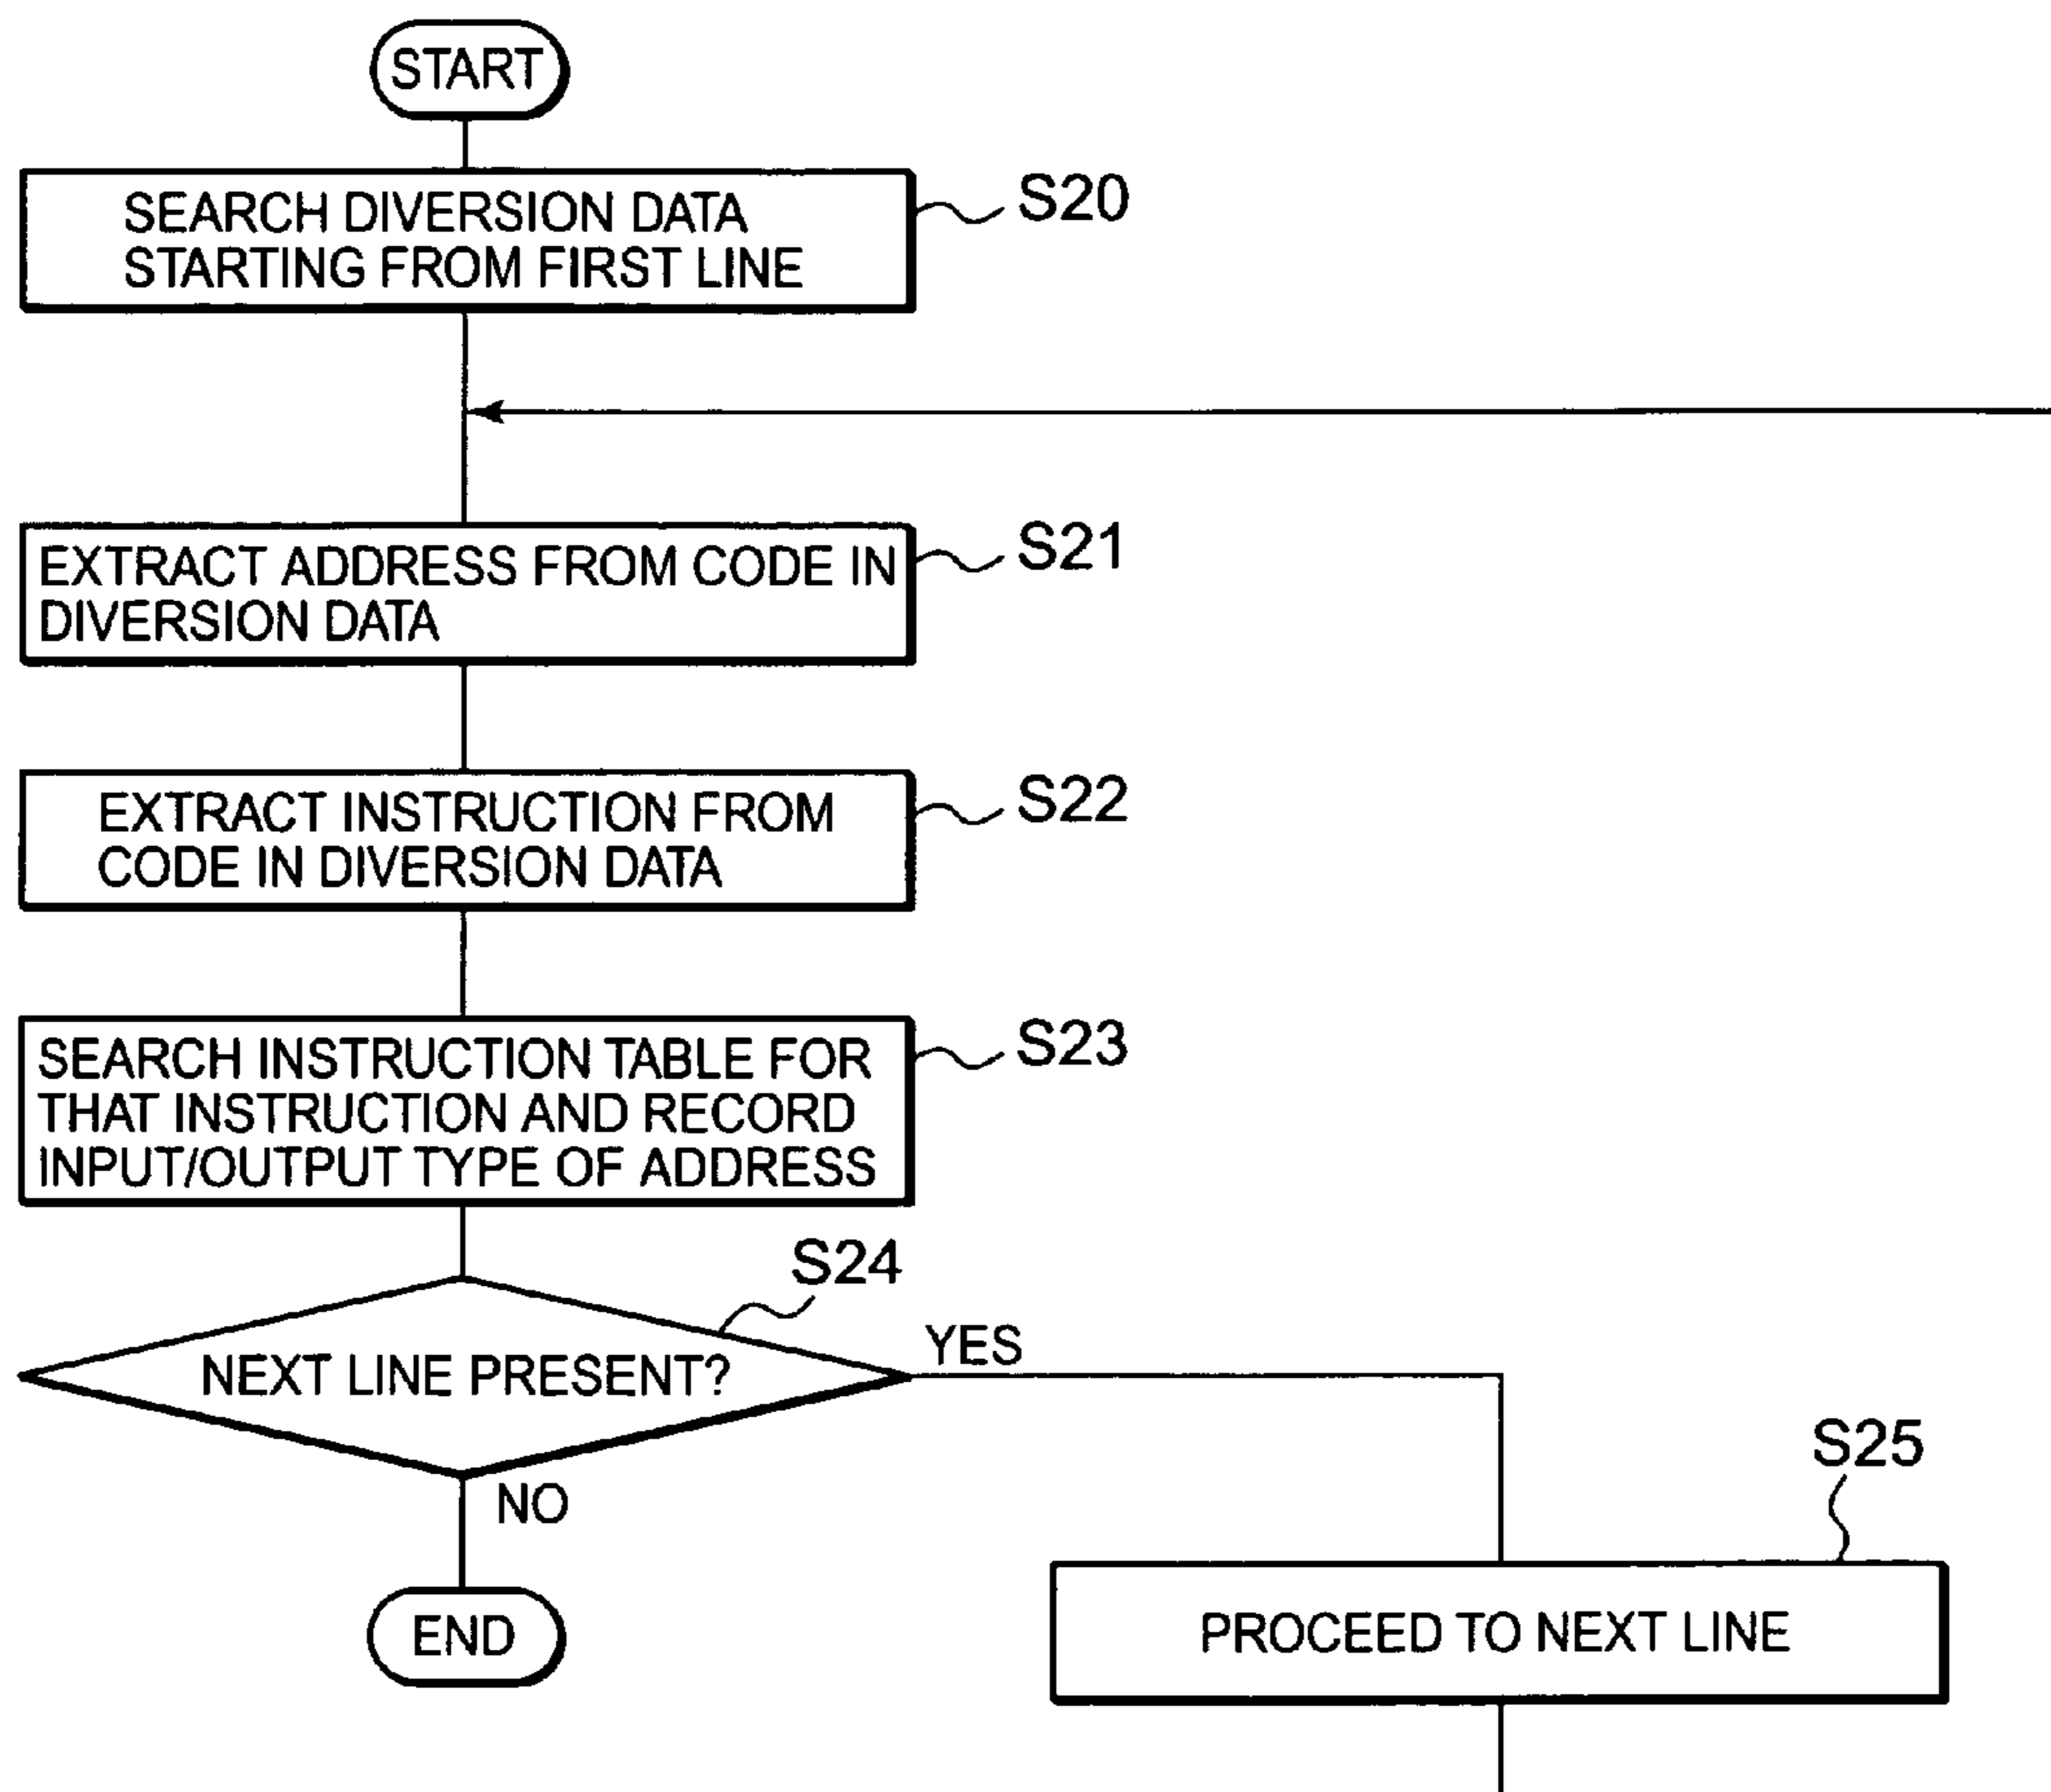 START
SEARCH DIVERSION DATA
STARTING FROM FIRST LINE
S20
EXTRACT ADDRESS FROM CODE IN
DIVERSION DATA
S21
EXTRACT INSTRUCTION FROM
CODE IN DIVERSION DATA
S22
SEARCH INSTRUCTION TABLE FOR
THAT INSTRUCTION AND RECORD
INPUT/OUTPUT TYPE OF ADDRESS
S23
S24
NEXT LINE PRESENT?
YES
NO
S25
PROCEED TO NEXT LINE
END